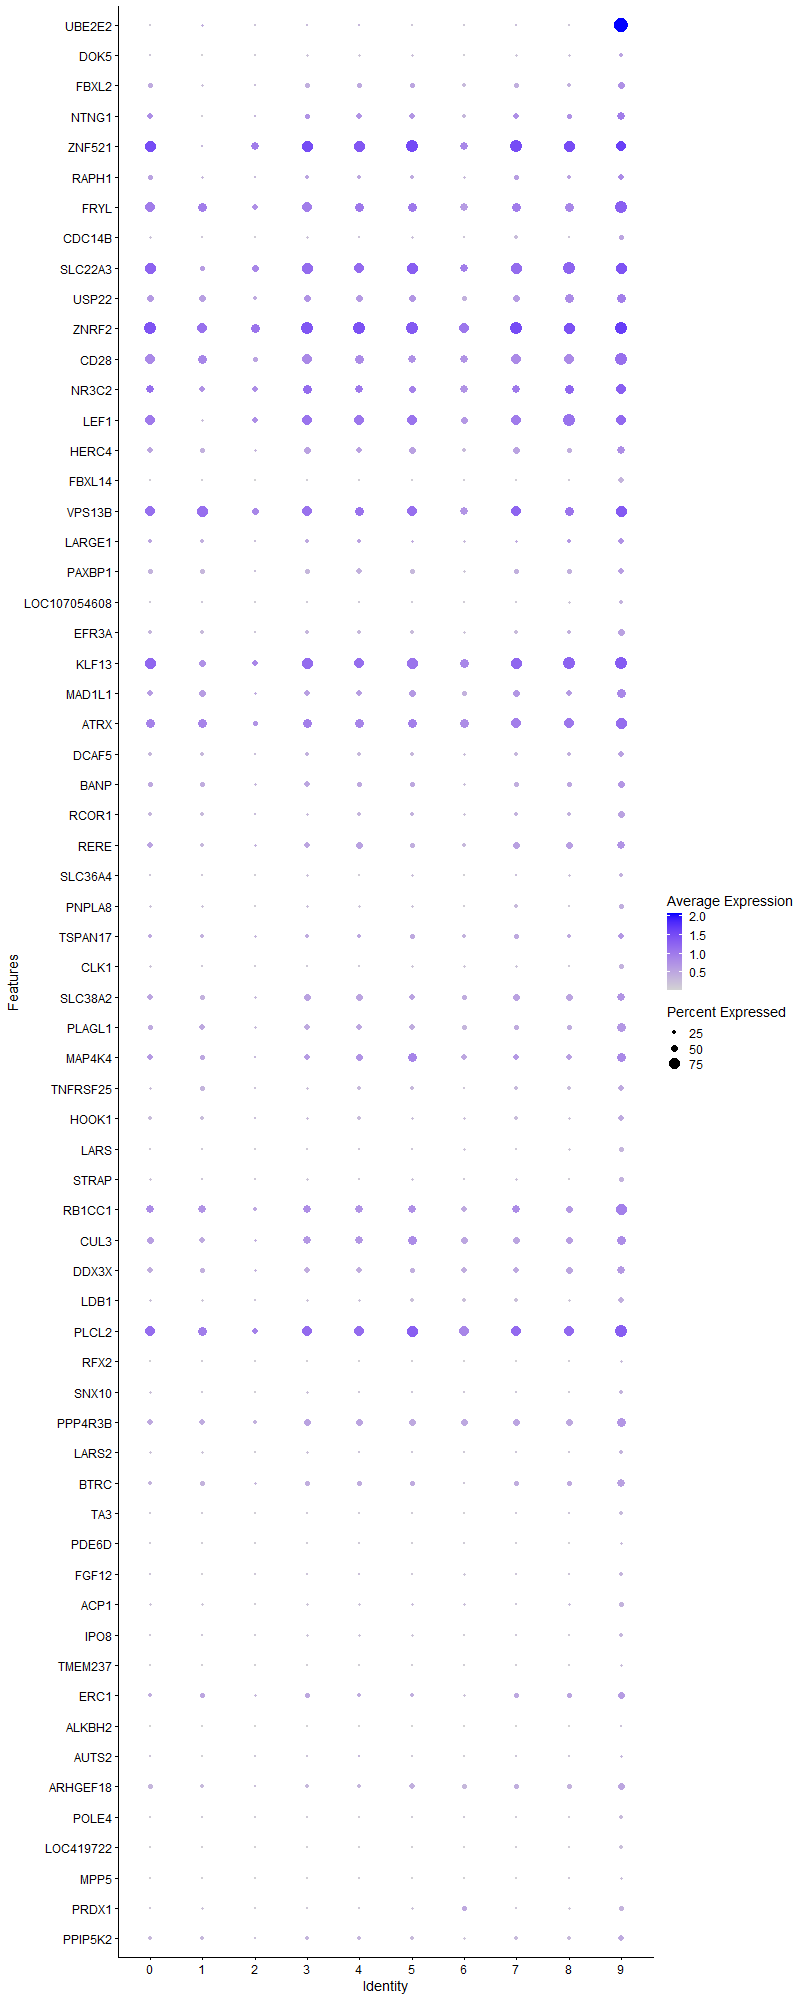 UBE2E2
DOK5
FBXL2
NTNG1
ZNF521
RAPH1
FRYL
CDC14B
SLC22A3
USP22
ZNRF2
CD28
NR3C2
LEF1
HERC4
FBXL14
VPS13B
LARGE1
PAXBP1
LOC107054608
EFR3A
KLF13
MAD1L1
ATRX
DCAF5
BANP
RCOR1
RERE
SLC36A4
PNPLA8
TSPAN17
CLK1
SLC38A2
PLAGL1
MAP4K4
TNFRSF25
HOOK1
LARS
STRAP
RB1CC1
CUL3
DDX3X
LDB1
PLCL2
RFX2
SNX10
PPP4R3B
LARS2
BTRC
TA3
PDE6D
FGF12
ACP1
IPO8
TMEM237
ERC1
ALKBH2
AUTS2
ARHGEF18
POLE4
LOC419722
MPP5
PRDX1
PPIP5K2
Features
0 1 2 3 4 5 6 7 8 9
Identity
Average Expression
2.0
1.5
1.0
0.5
Percent Expressed
25
50
75